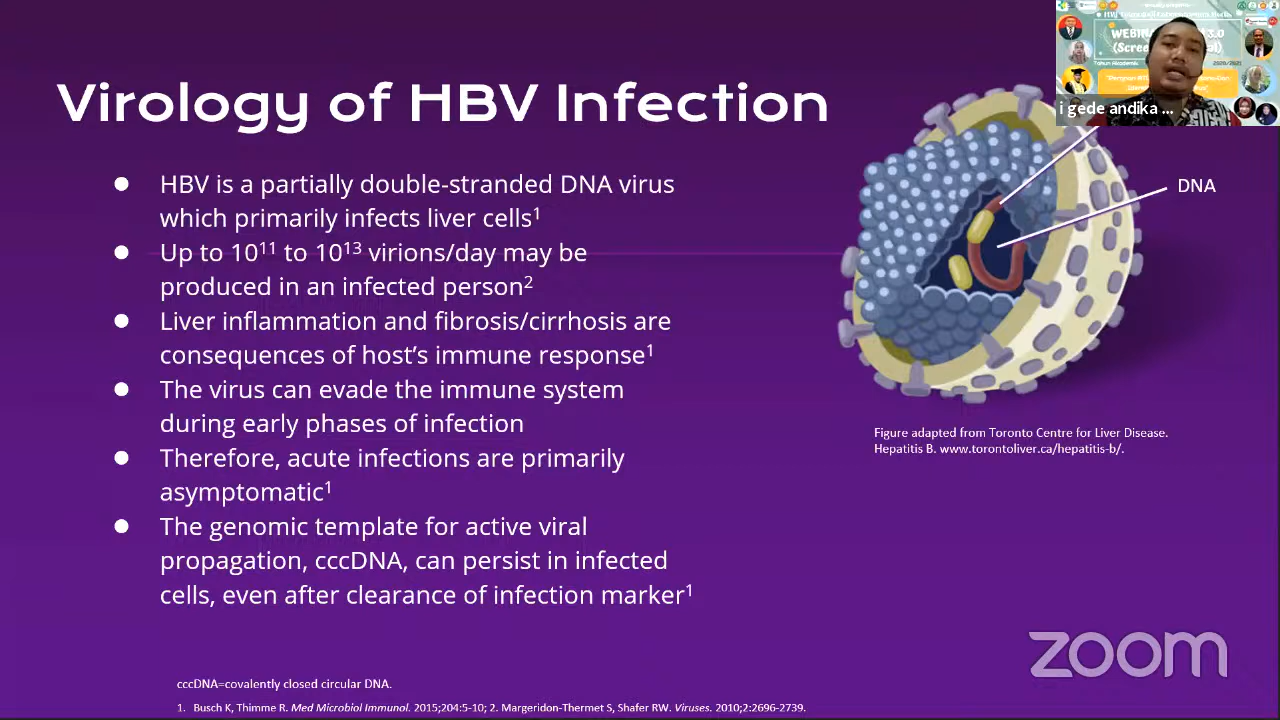 Virology of HBV Infection
● HBV is a partially double-stranded DNA virus
which primarily infects liver cells¹
● Up to 10¹¹ to 10¹³ virions/day may be
produced in an infected person²
● Liver inflammation and fibrosis/cirrhosis are
consequences of host’s immune response¹
● The virus can evade the immune system
during early phases of infection
● Therefore, acute infections are primarily
asymptomatic¹
● The genomic template for active viral
propagation, cccDNA, can persist in infected
cells, even after clearance of infection marker¹
i gede andika ...
DNA
Figure adapted from Toronto Centre for Liver Disease.
Hepatitis B. www.torontoliver.ca/hepatitis-b/.
zoom
cccDNA=covalently closed circular DNA.
1. Busch K, Thimme R. Med Microbiol Immunol. 2015;204:5-10; 2. Margeridon-Thermet S, Shafer RW. Viruses. 2010;2:2696-2739.